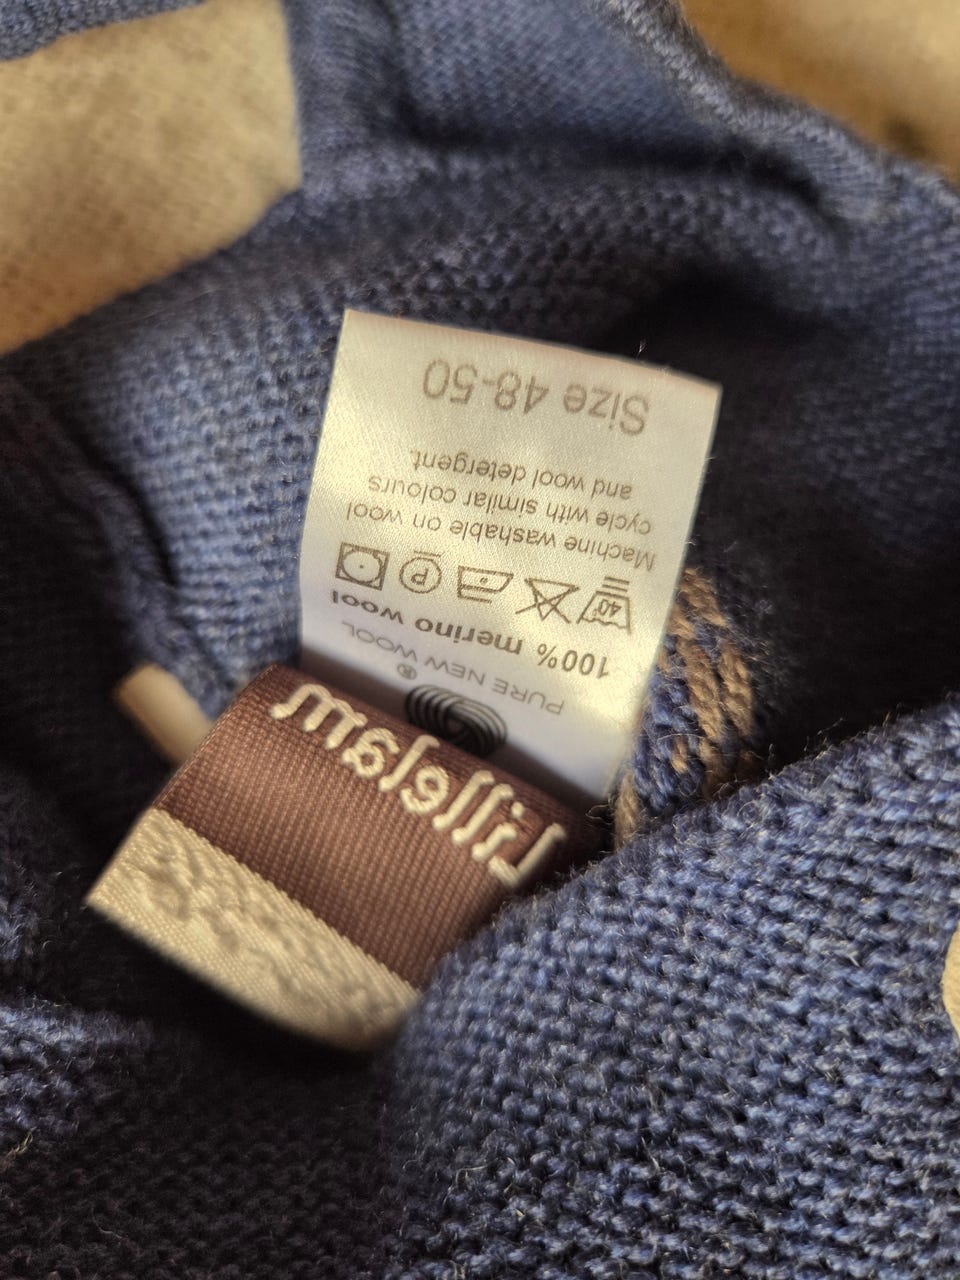 Lillelam
®
PURE NEW WOOL
100% merino wool
40° P
Machine washable on wool
cycle with similar colours
and wool detergent.
Size 48-50